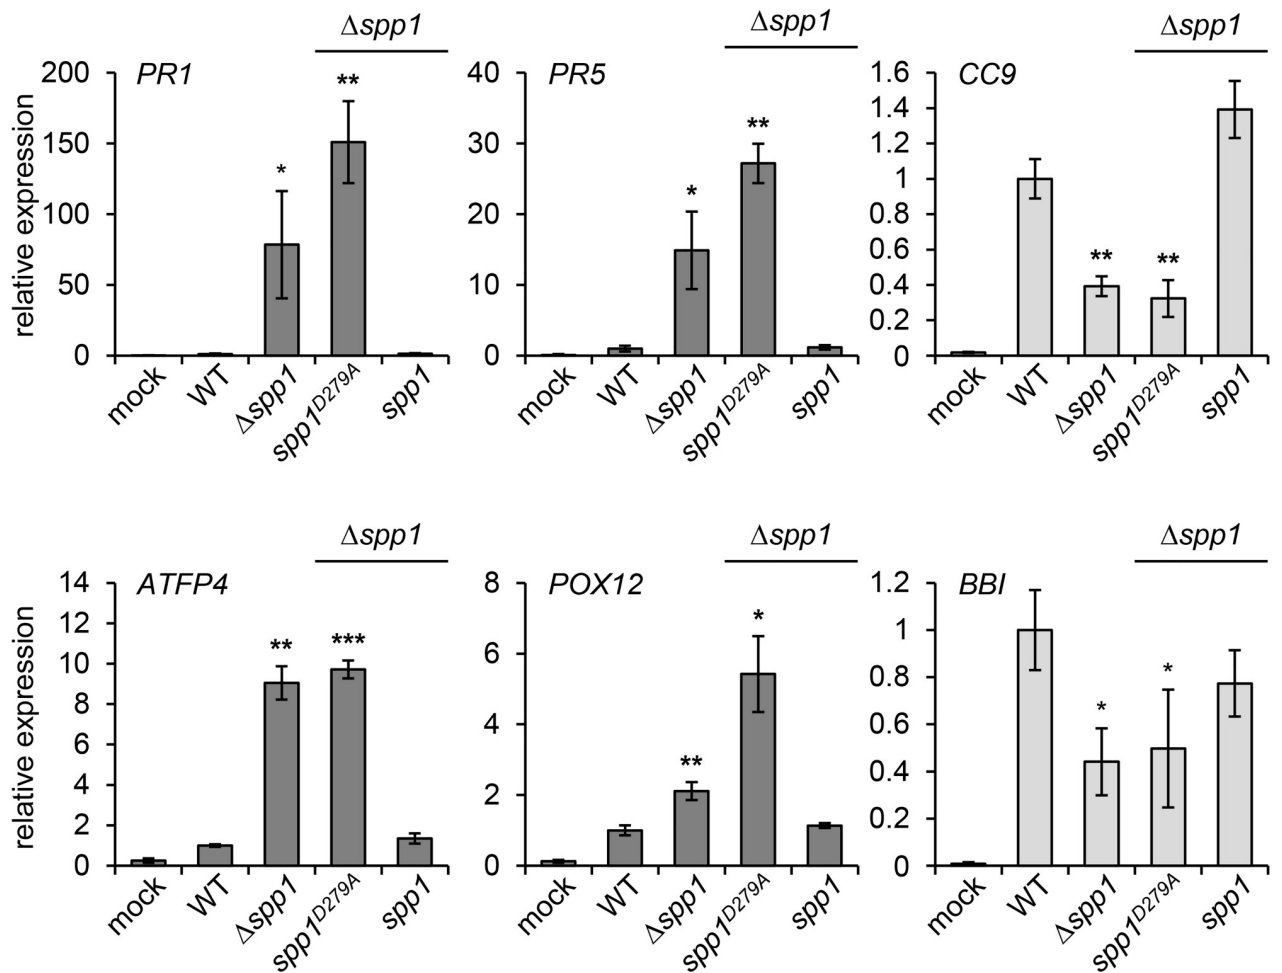 Δspp1
Δspp1
Δspp1
200
150
100
50
0
relative expression
PR1
*
**
mock
WT
Δspp1
spp1D279A
spp1
40
30
20
10
0
PR5
*
**
mock
WT
Δspp1
spp1D279A
spp1
1.6
1.4
1.2
1
0.8
0.6
0.4
0.2
0
CC9
**
**
mock
WT
Δspp1
spp1D279A
spp1
Δspp1
Δspp1
Δspp1
14
12
10
8
6
4
2
0
relative expression
ATFP4
**
***
mock
WT
Δspp1
spp1D279A
spp1
8
6
4
2
0
POX12
**
*
mock
WT
Δspp1
spp1D279A
spp1
1.2
1
0.8
0.6
0.4
0.2
0
BBI
*
*
mock
WT
Δspp1
spp1D279A
spp1